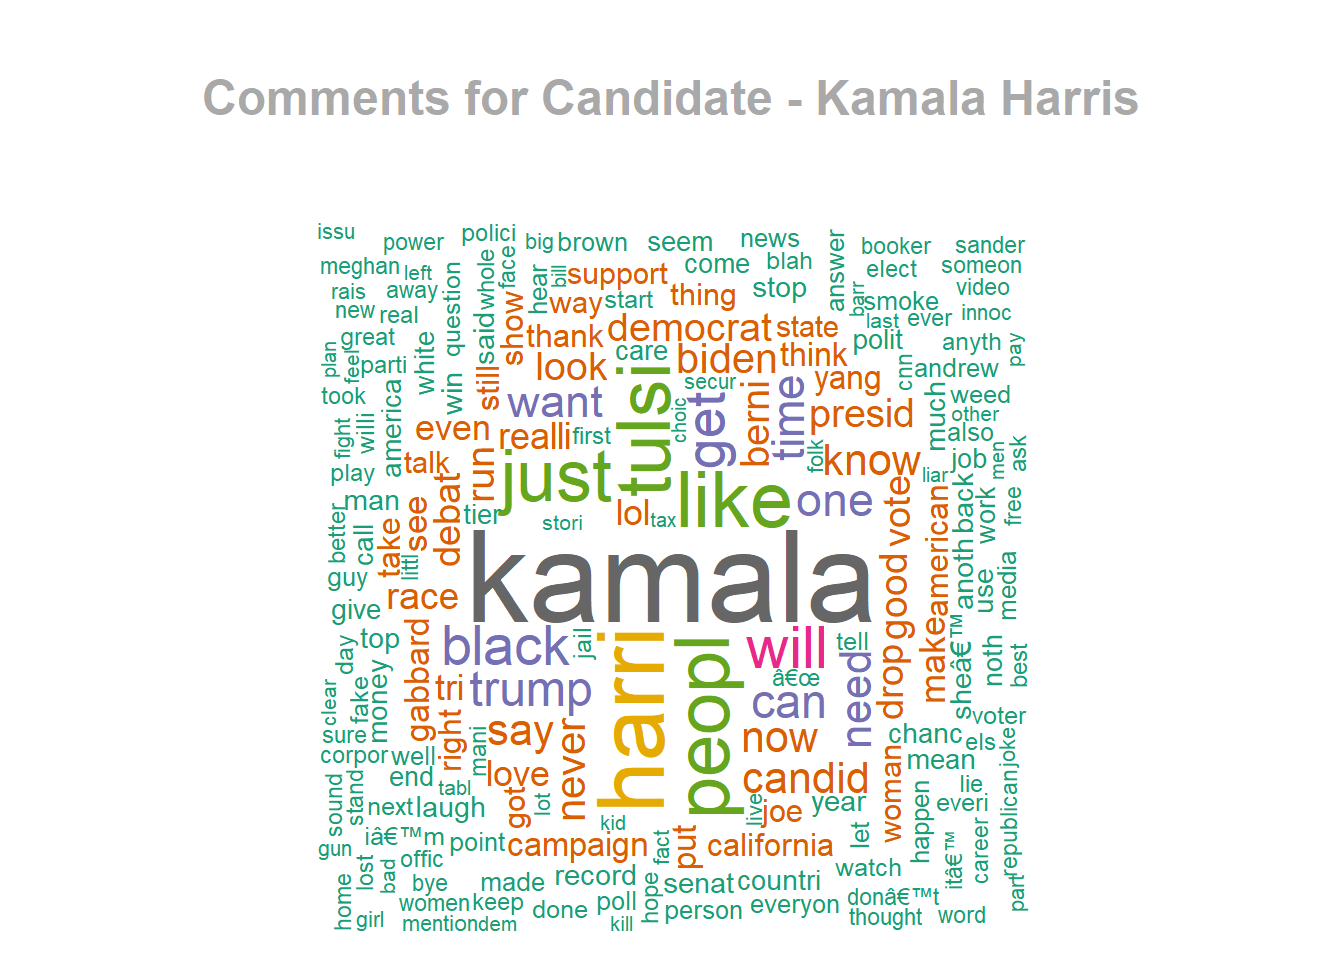 Comments for Candidate - Kamala Harris
issu
power
polici
big
brown
seem
news
answer
booker
sander
meghan
left
question
whole
face
hear
bill
support
come
blah
elect
someon
rais
away
said
show
way
start
thing
stop
barr
smoke
video
new
real
thank
democrat
state
last
ever
innoc
great
white
look
care
biden
think
polit
anyth
pay
plan
feel
parti
win
still
tulsi
secur
yang
cnn
andrew
took
america
want
get
berni
time
presid
much
weed
other
fight
willi
even
realli
first
choic
folk
know
also
ask
play
talk
run
just
like
one
liar
job
men
man
tier
stori
lol
tax
vote
american
back
work
free
better
call
take
see
debat
kamala
good
anoth
use
media
guy
littl
race
give
day
top
gabbard
black
jail
harri
peopl
will
tell
drop
make
sheâ€™
noth
best
clear
fake
money
tri
trump
â€œ
can
need
voter
sure
right
say
never
now
chanc
els
joke
corpor
well
mani
love
candid
woman
mean
end
tabl
got
lot
live
joe
year
lie
sound
stand
next
laugh
kid
happen
everi
republican
iâ€™m
point
campaign
fact
put
california
let
itâ€™
career
gun
lost
bad
offic
bye
made
record
hope
senat
countri
watch
part
home
girl
women
keep
done
poll
person
everyon
donâ€™t
thought
word
mention
dem
kill